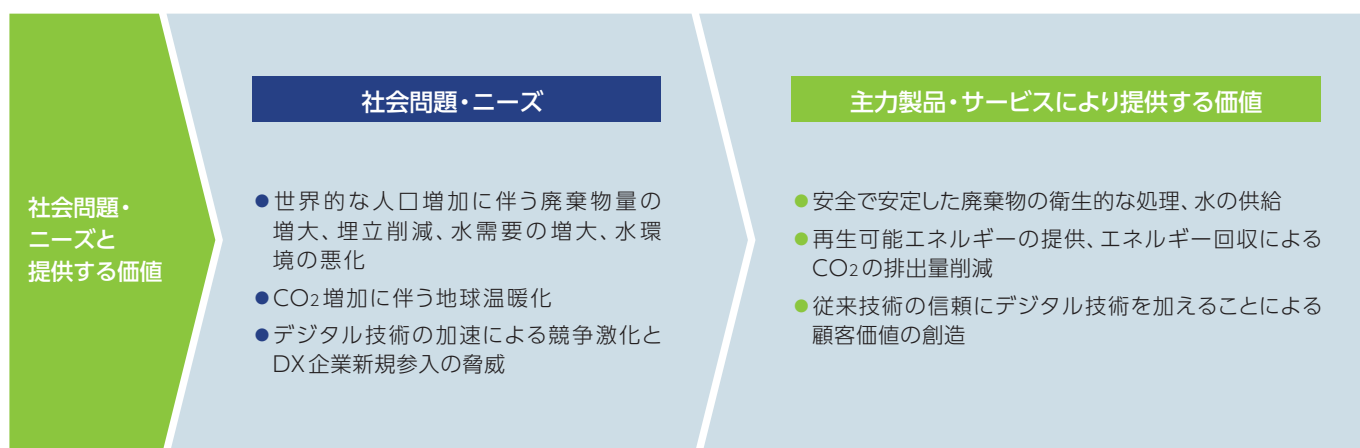 社会問題・
ニーズと
提供する価値
社会問題・ニーズ
●世界的な人口増加に伴う廃棄物量の
増大、埋立削減、水需要の増大、水環
境の悪化
●CO2増加に伴う地球温暖化
●デジタル技術の加速による競争激化と
DX企業新規参入の脅威
主力製品・サービスにより提供する価値
●安全で安定した廃棄物の衛生的な処理、水の供給
●再生可能エネルギーの提供、エネルギー回収による
CO2の排出量削減
●従来技術の信頼にデジタル技術を加えることによる
顧客価値の創造